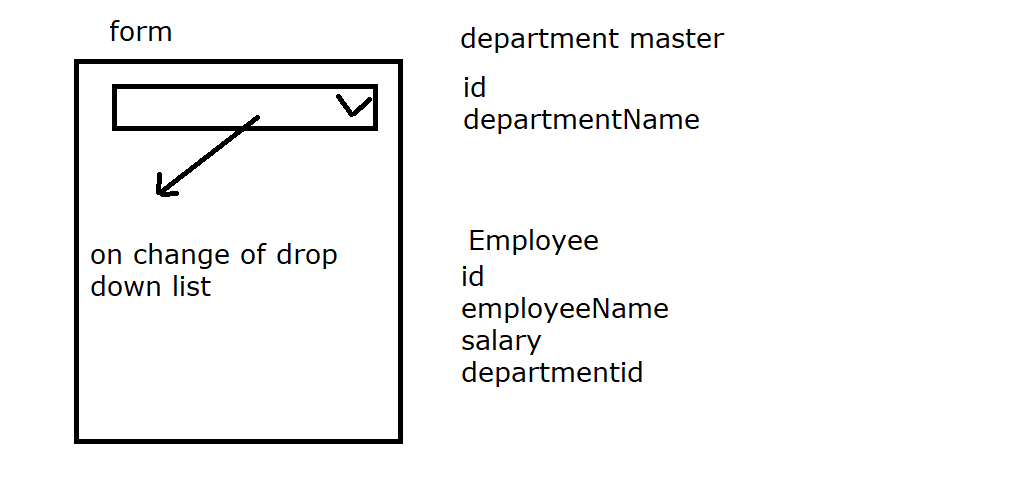 form
on change of drop
down list
department master
id
departmentName
Employee
id
employeeName
salary
departmentid